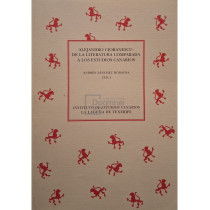 ALEJANDRO CIORANESCU:
DE LA LITERATURA COMPARADA
A LOS ESTUDIOS CANARIOS
ANDRÉS SÁNCHEZ ROBAYNA
(ED.)
INSTITUTO DE ESTUDIOS CANARIOS
LA LAGUNA DE TENERIFE